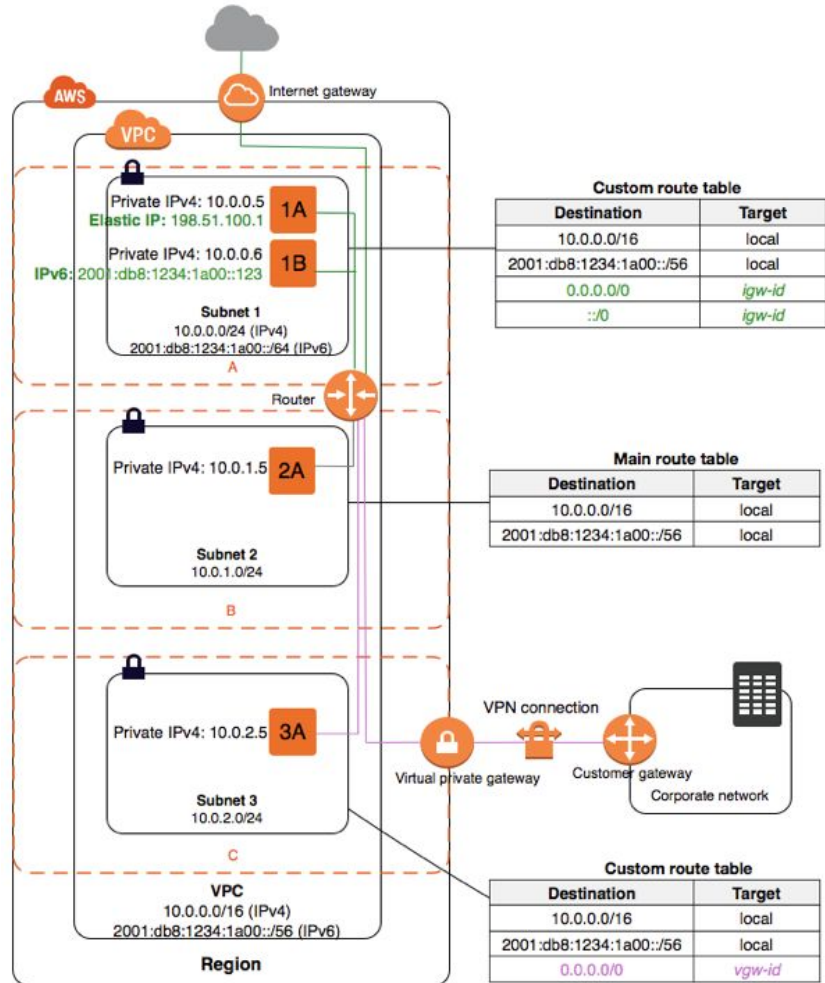 Internet gateway
AWS
VPC
Private IPv4: 10.0.0.5
1A
Elastic IP: 198.51.100.1
Private IPv4: 10.0.0.6
1B
IPv6: 2001:db8:1234:1a00::123
Subnet 1
10.0.0.0/24 (IPv4)
2001:db8:1234:1a00::/64 (IPv6)
A
Custom route table
Destination Target
10.0.0.0/16 local
2001:db8:1234:1a00::/56 local
0.0.0.0/0 igw-id
::/0 igw-id
Router
Private IPv4: 10.0.1.5
2A
Subnet 2
10.0.1.0/24
B
Main route table
Destination Target
10.0.0.0/16 local
2001:db8:1234:1a00::/56 local
Private IPv4: 10.0.2.5
3A
Subnet 3
10.0.2.0/24
C
VPN connection
Virtual private gateway
Customer gateway
Corporate network
VPC
10.0.0.0/16 (IPv4)
2001:db8:1234:1a00::/56 (IPv6)
Region
Custom route table
Destination Target
10.0.0.0/16 local
2001:db8:1234:1a00::/56 local
0.0.0.0/0 vgw-id